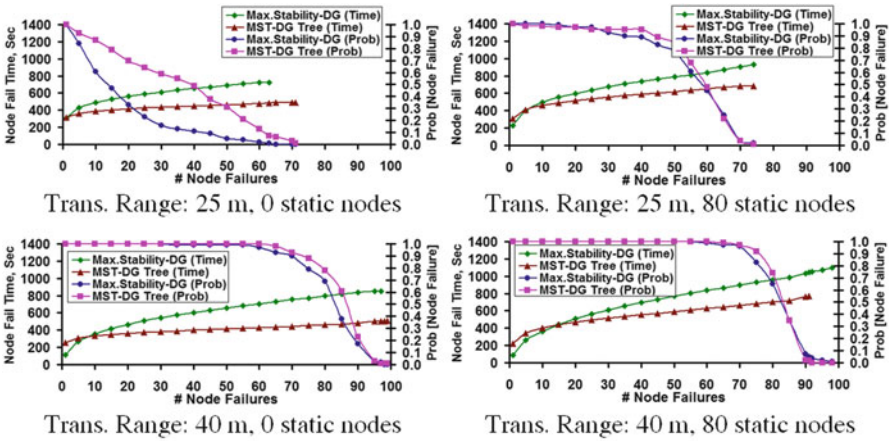 Node Fail Time, Sec
1400
1200
1000
800
600
400
200
0
Max.Stability-DG (Time)
MST-DG Tree (Time)
Max.Stability-DG (Prob)
MST-DG Tree (Prob)
1.0
0.9
0.8
0.7
0.6
0.5
0.4
0.3
0.2
0.1
0.0
Prob [Node Failure]
0 10 20 30 40 50 60 70 80 90 100
# Node Failures
Trans. Range: 25 m, 0 static nodes
Node Fail Time, Sec
1400
1200
1000
800
600
400
200
0
Max.Stability-DG (Time)
MST-DG Tree (Time)
Max.Stability-DG (Prob)
MST-DG Tree (Prob)
1.0
0.9
0.8
0.7
0.6
0.5
0.4
0.3
0.2
0.1
0.0
Prob [Node Failure]
0 10 20 30 40 50 60 70 80 90 100
# Node Failures
Trans. Range: 25 m, 80 static nodes
Node Fail Time, Sec
1400
1200
1000
800
600
400
200
0
Max.Stability-DG (Time)
MST-DG Tree (Time)
Max.Stability-DG (Prob)
MST-DG Tree (Prob)
1.0
0.9
0.8
0.7
0.6
0.5
0.4
0.3
0.2
0.1
0.0
Prob [Node Failure]
0 10 20 30 40 50 60 70 80 90 100
# Node Failures
Trans. Range: 40 m, 0 static nodes
Node Fail Time, Sec
1400
1200
1000
800
600
400
200
0
Max.Stability-DG (Time)
MST-DG Tree (Time)
Max.Stability-DG (Prob)
MST-DG Tree (Prob)
1.0
0.9
0.8
0.7
0.6
0.5
0.4
0.3
0.2
0.1
0.0
Prob [Node Failure]
0 10 20 30 40 50 60 70 80 90 100
# Node Failures
Trans. Range: 40 m, 80 static nodes